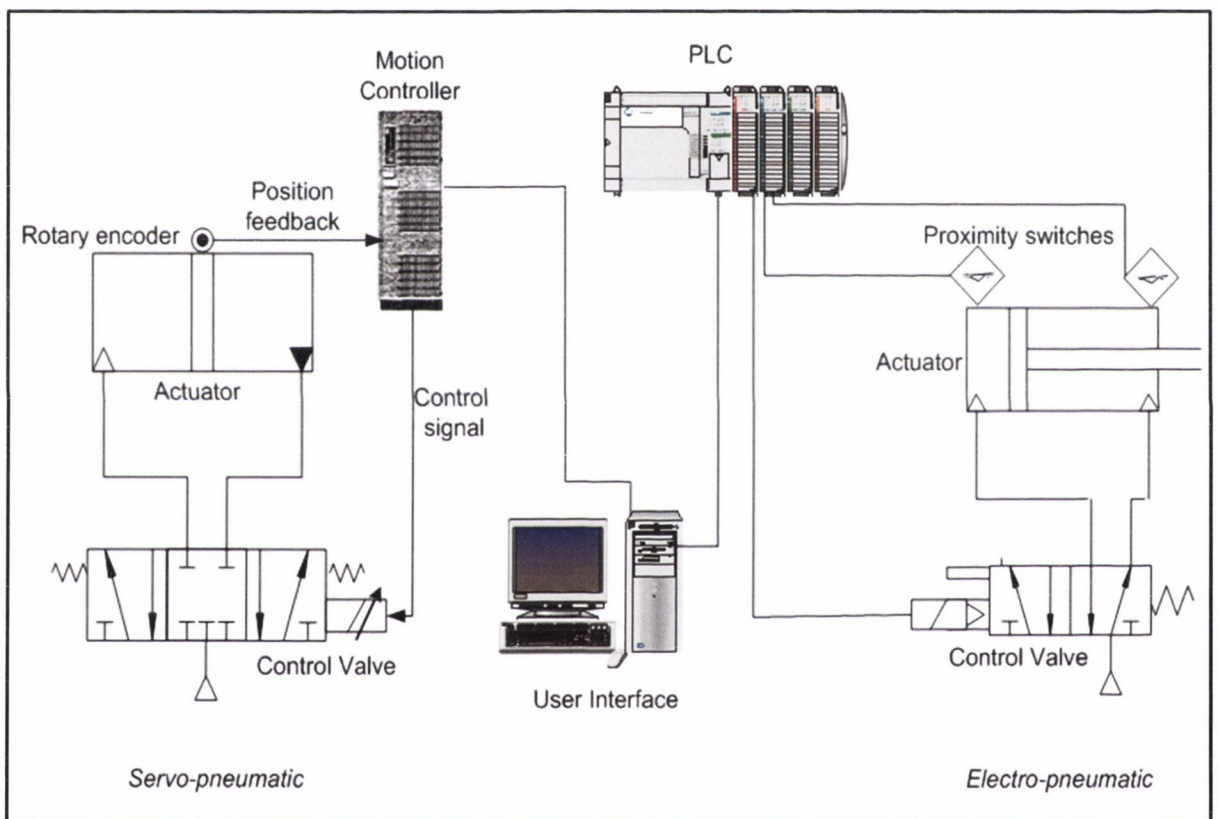 Motion
Controller
PLC
Position
feedback
Rotary encoder
Proximity switches
Actuator
Actuator
Control
signal
Control Valve
Control Valve
User Interface
Servo-pneumatic
Electro-pneumatic